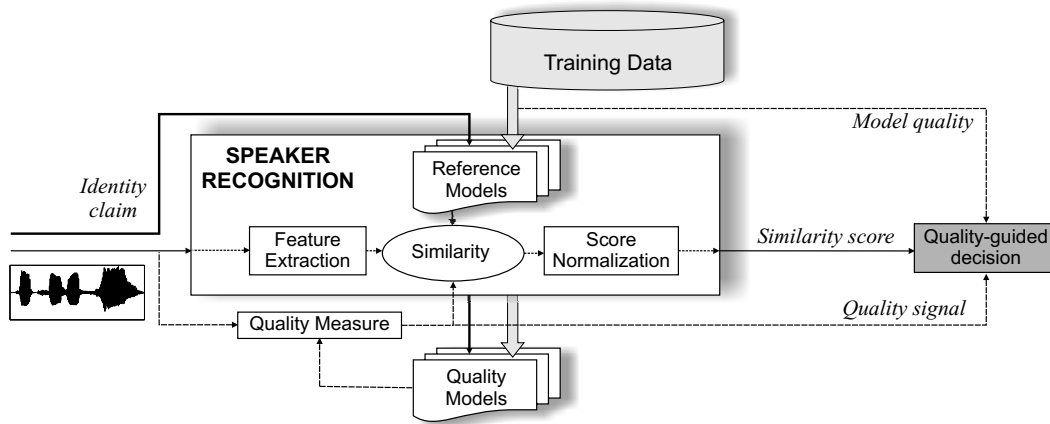 Training Data
Model quality
SPEAKER
RECOGNITION
Reference
Models
Identity
claim
Feature
Extraction
Similarity
Score
Normalization
Similarity score
Quality-guided
decision
Quality Measure
Quality signal
Quality
Models